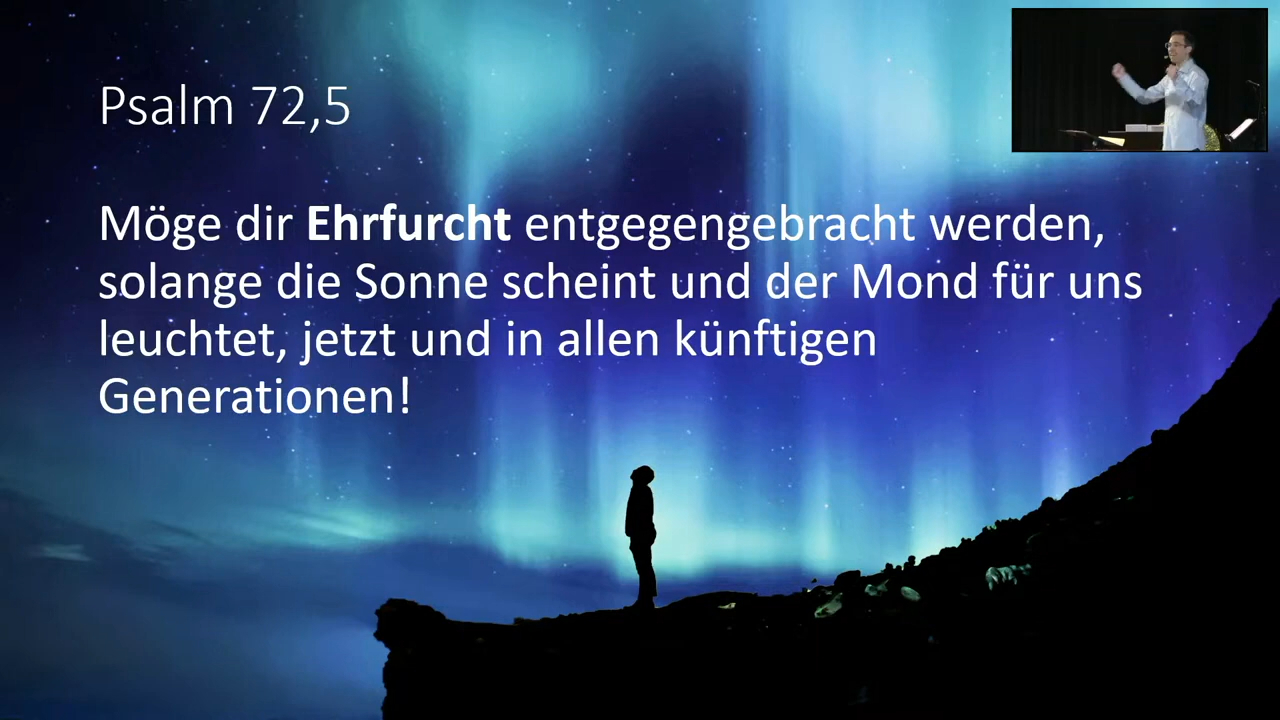 Psalm 72,5
Möge dir Ehrfurcht entgegengebracht werden,
solange die Sonne scheint und der Mond für uns
leuchtet, jetzt und in allen künftigen
Generationen!